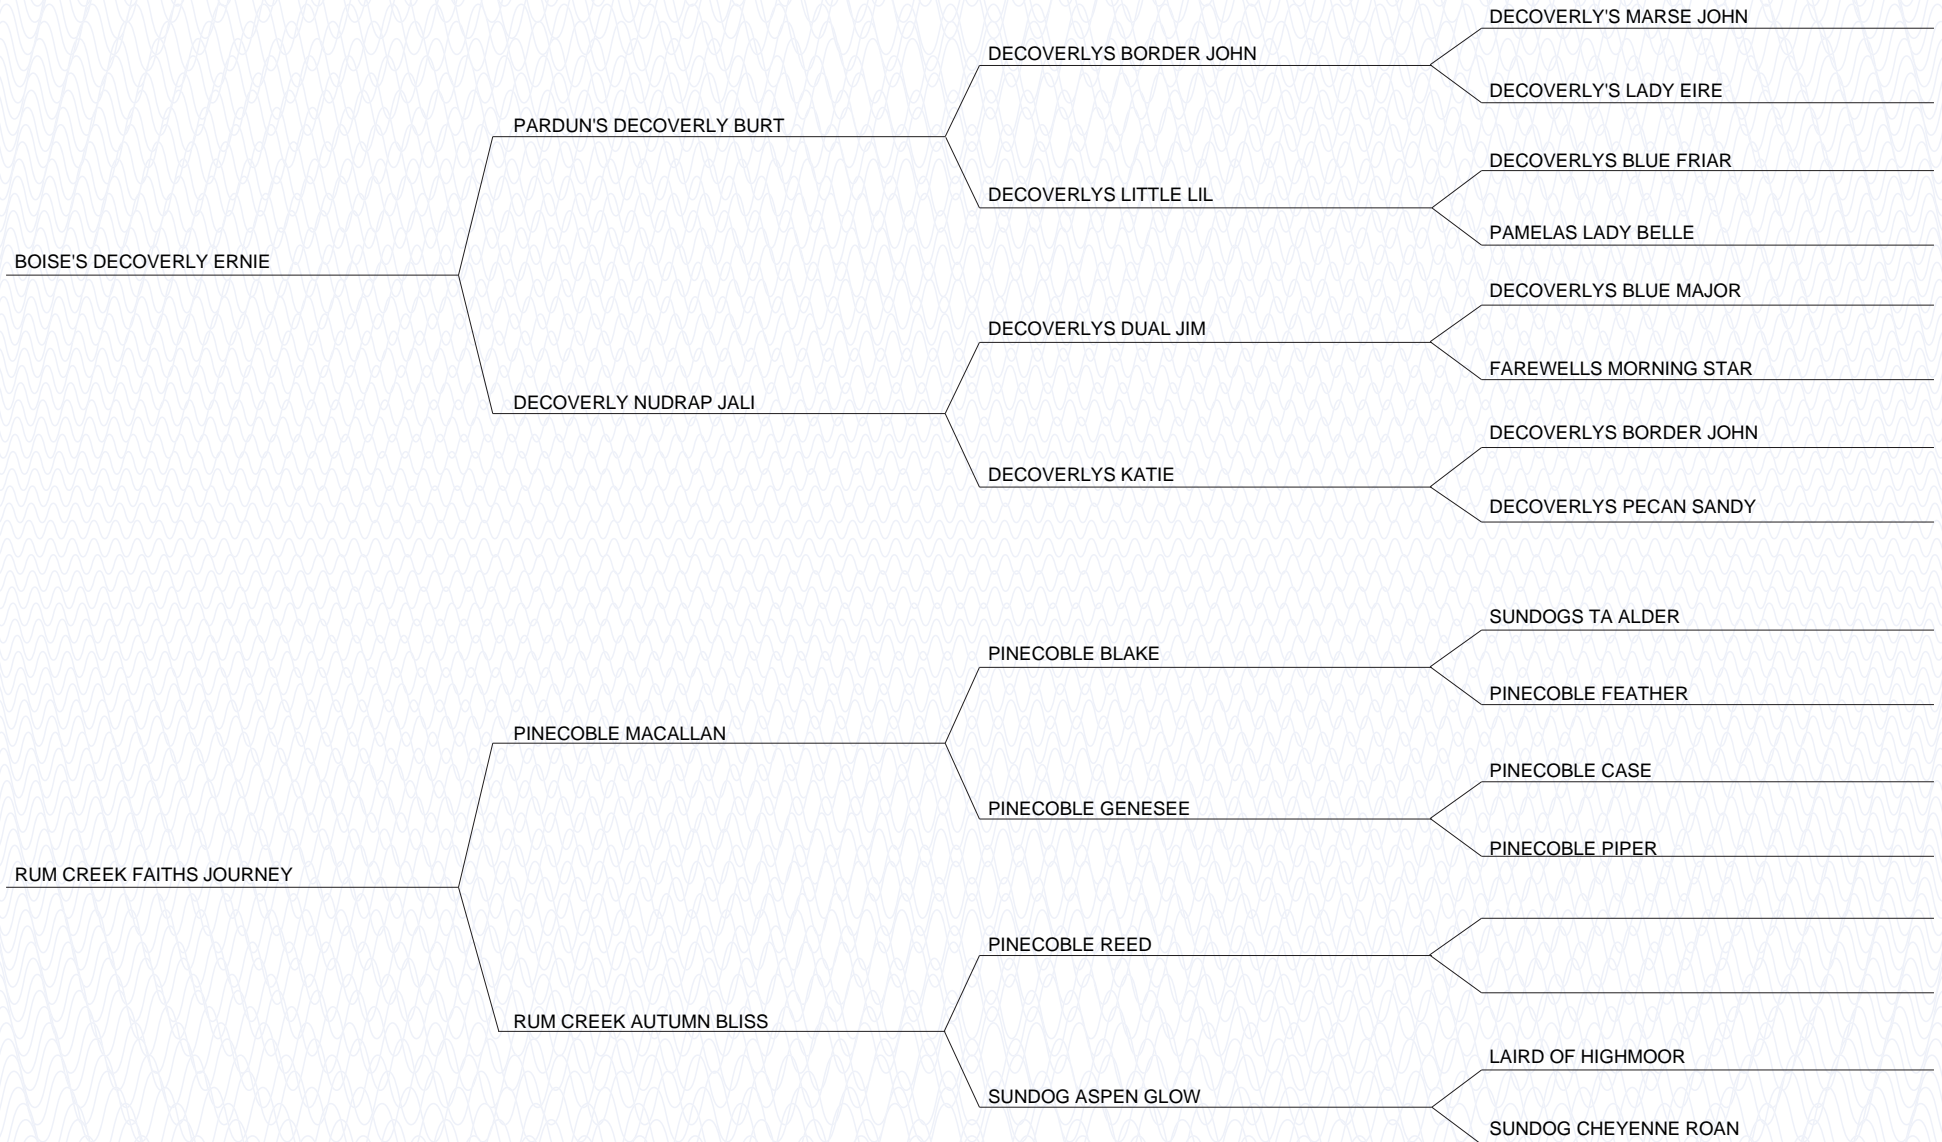 DECOVERLY'S MARSE JOHN
DECOVERLYS BORDER JOHN
DECOVERLY'S LADY EIRE
PARDUN'S DECOVERLY BURT
DECOVERLYS BLUE FRIAR
DECOVERLYS LITTLE LIL
PAMELAS LADY BELLE
BOISE'S DECOVERLY ERNIE
DECOVERLYS BLUE MAJOR
DECOVERLYS DUAL JIM
FAREWELLS MORNING STAR
DECOVERLY NUDRAP JALI
DECOVERLYS BORDER JOHN
DECOVERLYS KATIE
DECOVERLYS PECAN SANDY
SUNDOGS TA ALDER
PINECOBLE BLAKE
PINECOBLE FEATHER
PINECOBLE MACALLAN
PINECOBLE CASE
PINECOBLE GENESEE
PINECOBLE PIPER
RUM CREEK FAITHS JOURNEY
PINECOBLE REED
RUM CREEK AUTUMN BLISS
LAIRD OF HIGHMOOR
SUNDOG ASPEN GLOW
SUNDOG CHEYENNE ROAN